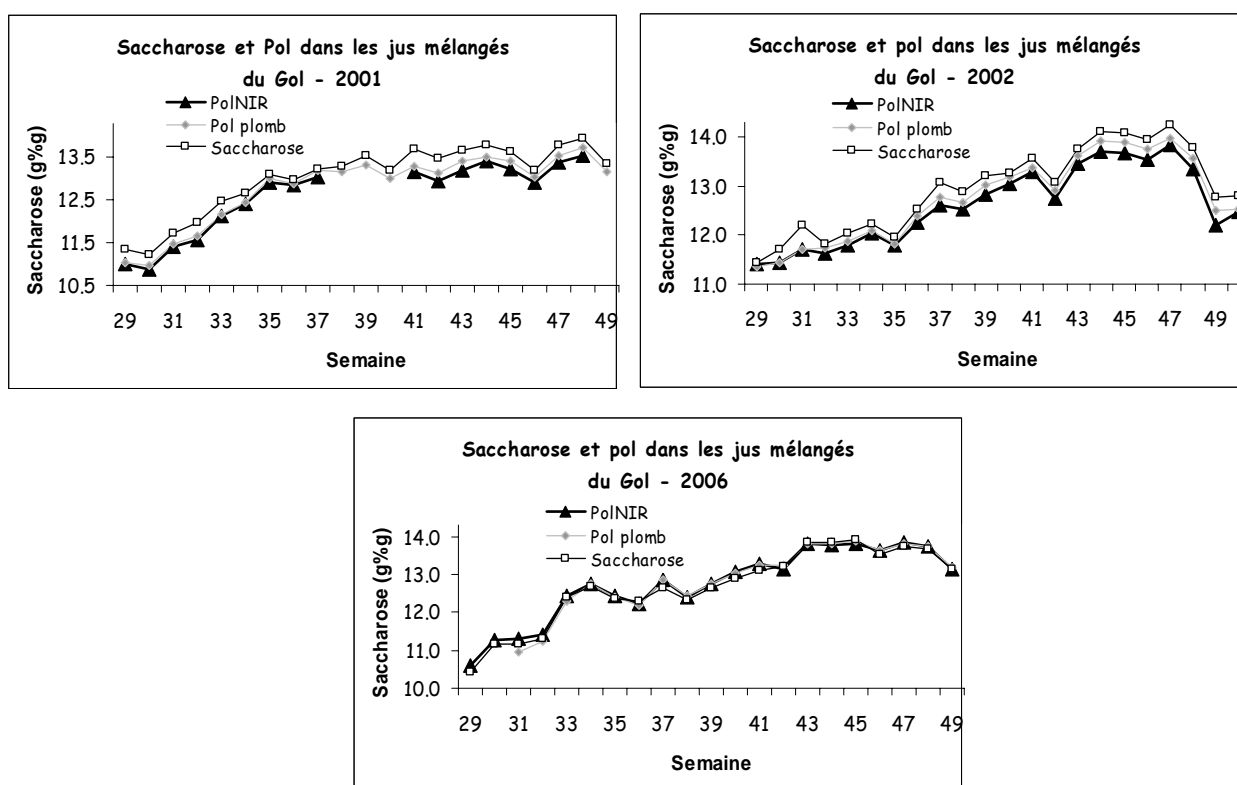 Saccharose et Pol dans les jus mélangés
du Gol - 2001
PolNIR
Pol plomb
Saccharose
Saccharose (g%g)
13.5
12.5
11.5
10.5
29 31 33 35 37 39 41 43 45 47 49
Semaine
Saccharose et pol dans les jus mélangés
du Gol - 2002
PolNIR
Pol plomb
Saccharose
Saccharose (g%g)
14.0
13.0
12.0
11.0
29 31 33 35 37 39 41 43 45 47 49
Semaine
Saccharose et pol dans les jus mélangés
du Gol - 2006
PolNIR
Pol plomb
Saccharose
Saccharose (g%g)
14.0
13.0
12.0
11.0
10.0
29 31 33 35 37 39 41 43 45 47 49
Semaine